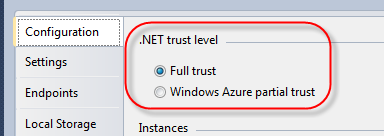 Configuration
Settings
Endpoints
Local Storage
.NET trust level
Full trust
Windows Azure partial trust
Instances